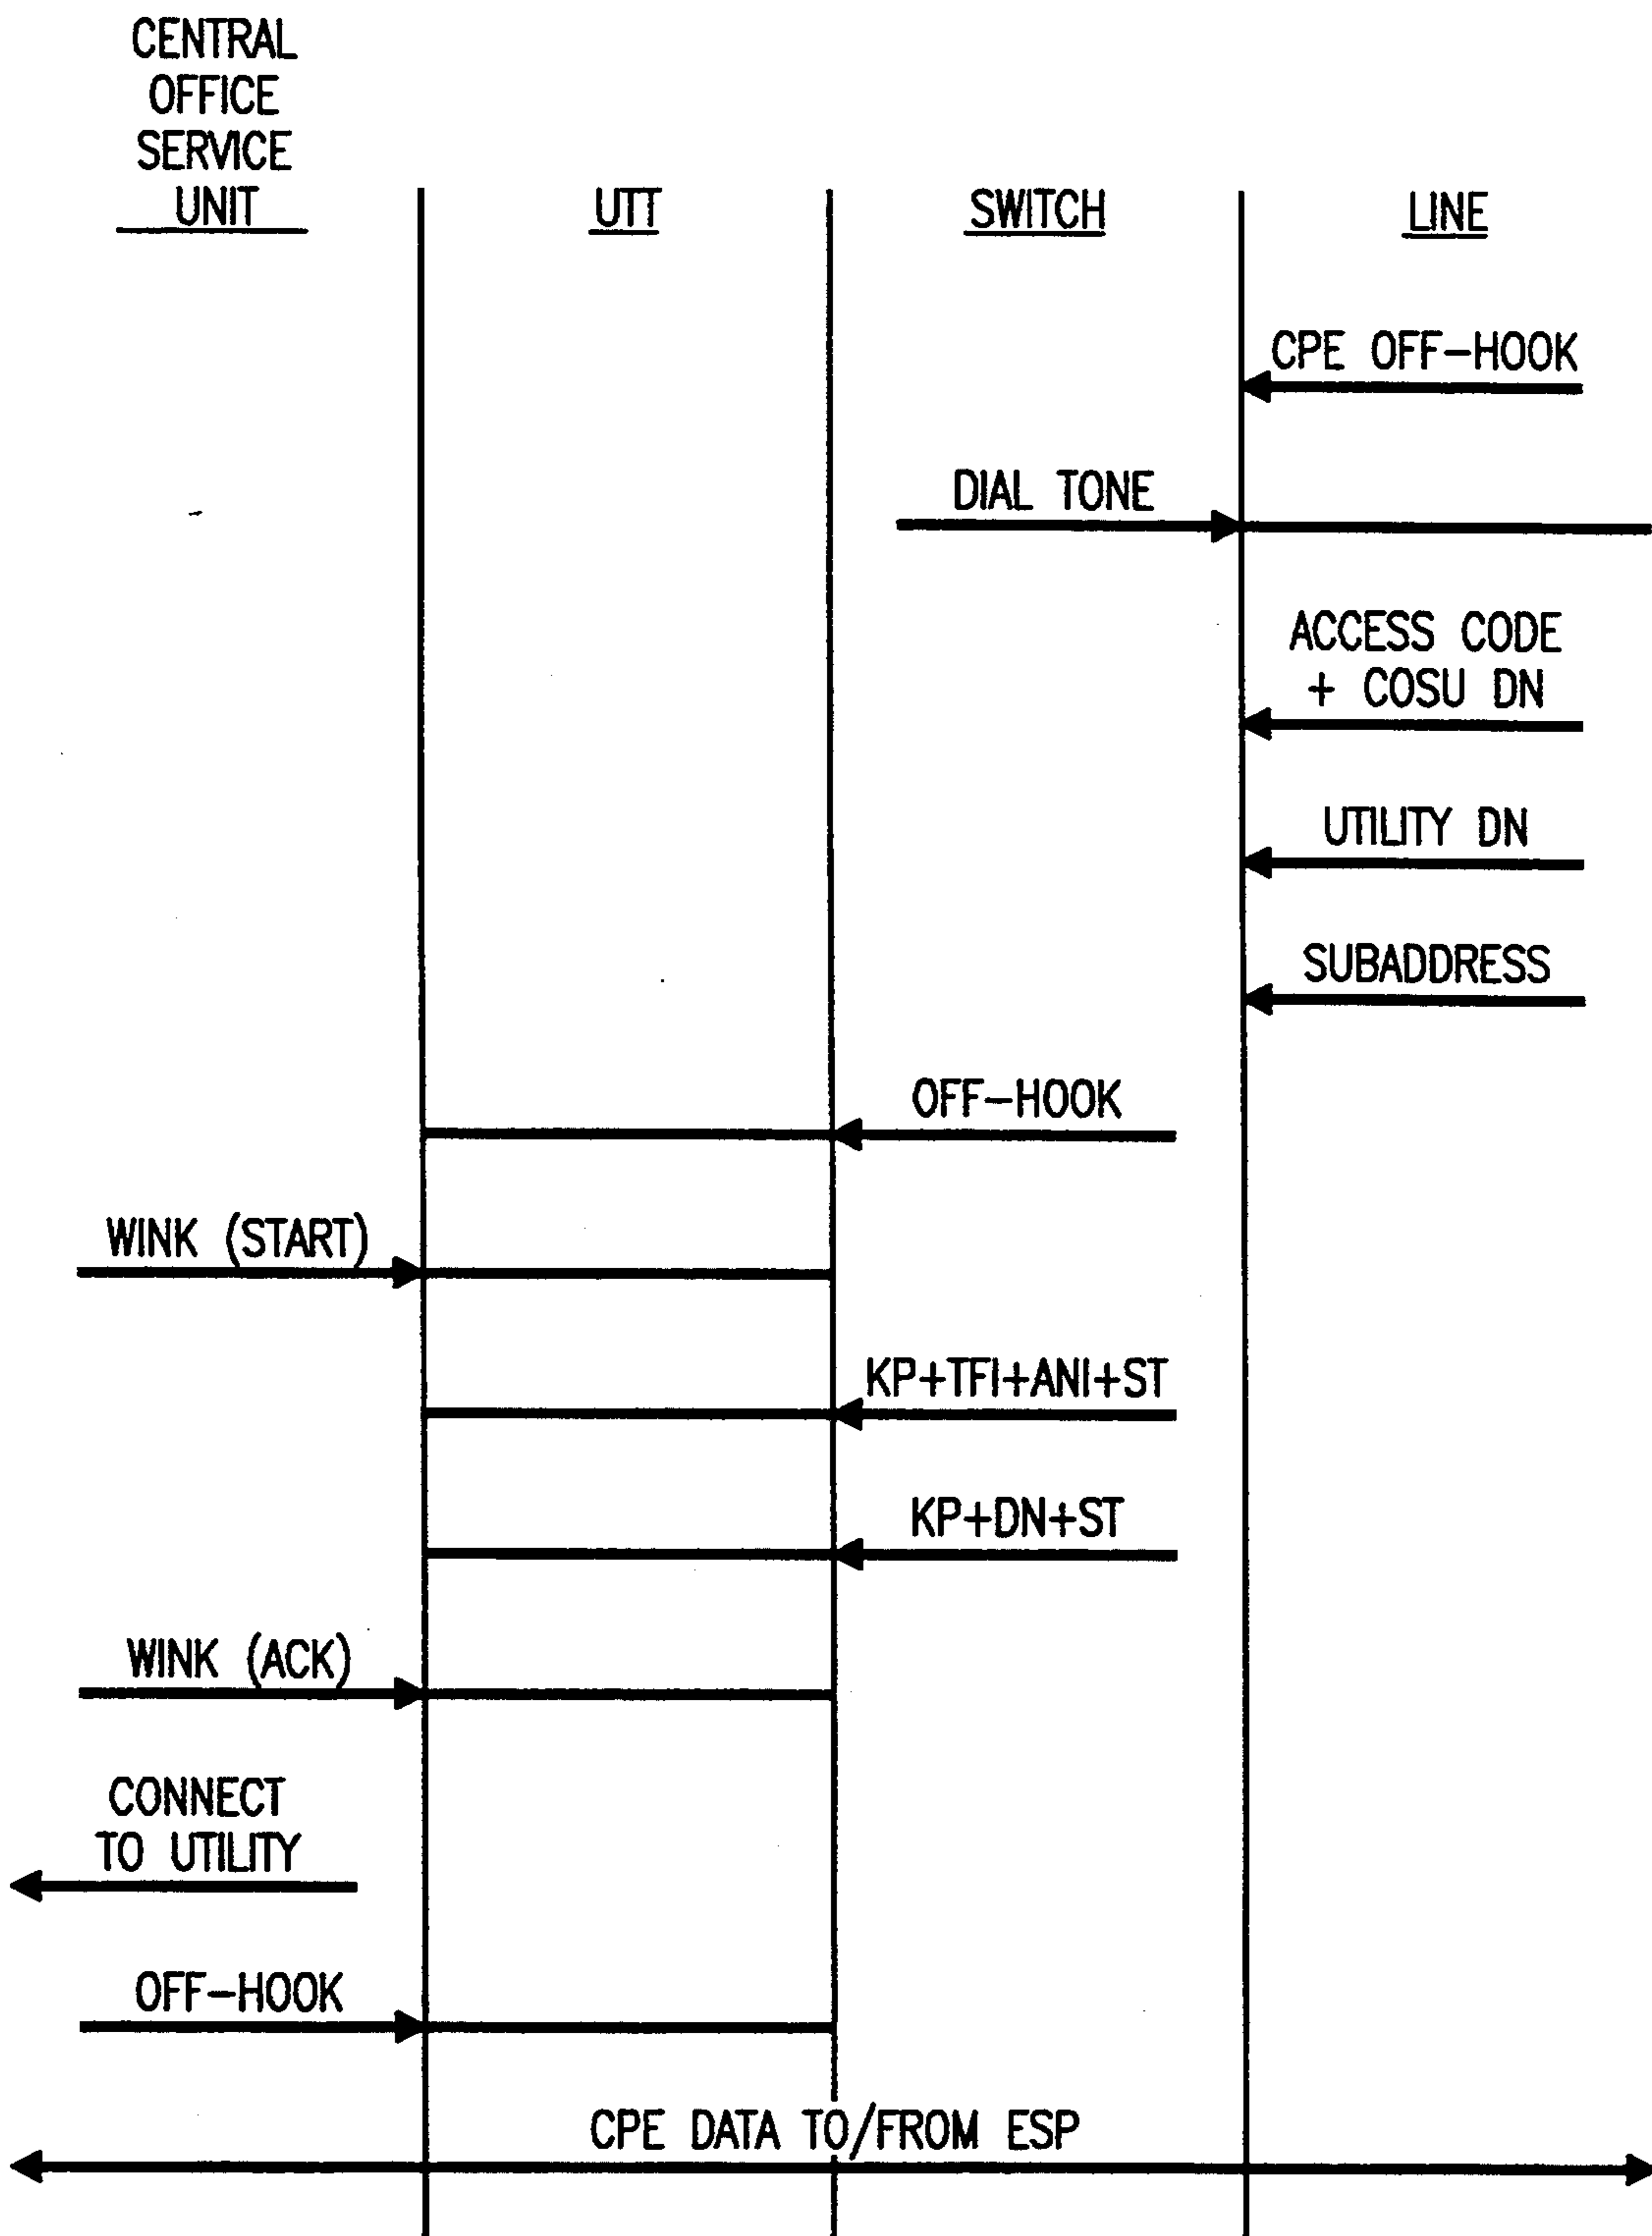 CENTRAL
OFFICE
SERVICE
UNIT
UTT
SWITCH
LINE
CPE OFF-HOOK
DIAL TONE
ACCESS CODE
+ COSU DN
UTILITY DN
SUBADDRESS
OFF-HOOK
WINK (START)
KP+TFI+ANI+ST
KP+DN+ST
WINK (ACK)
CONNECT
TO UTILITY
OFF-HOOK
CPE DATA TO/FROM ESP